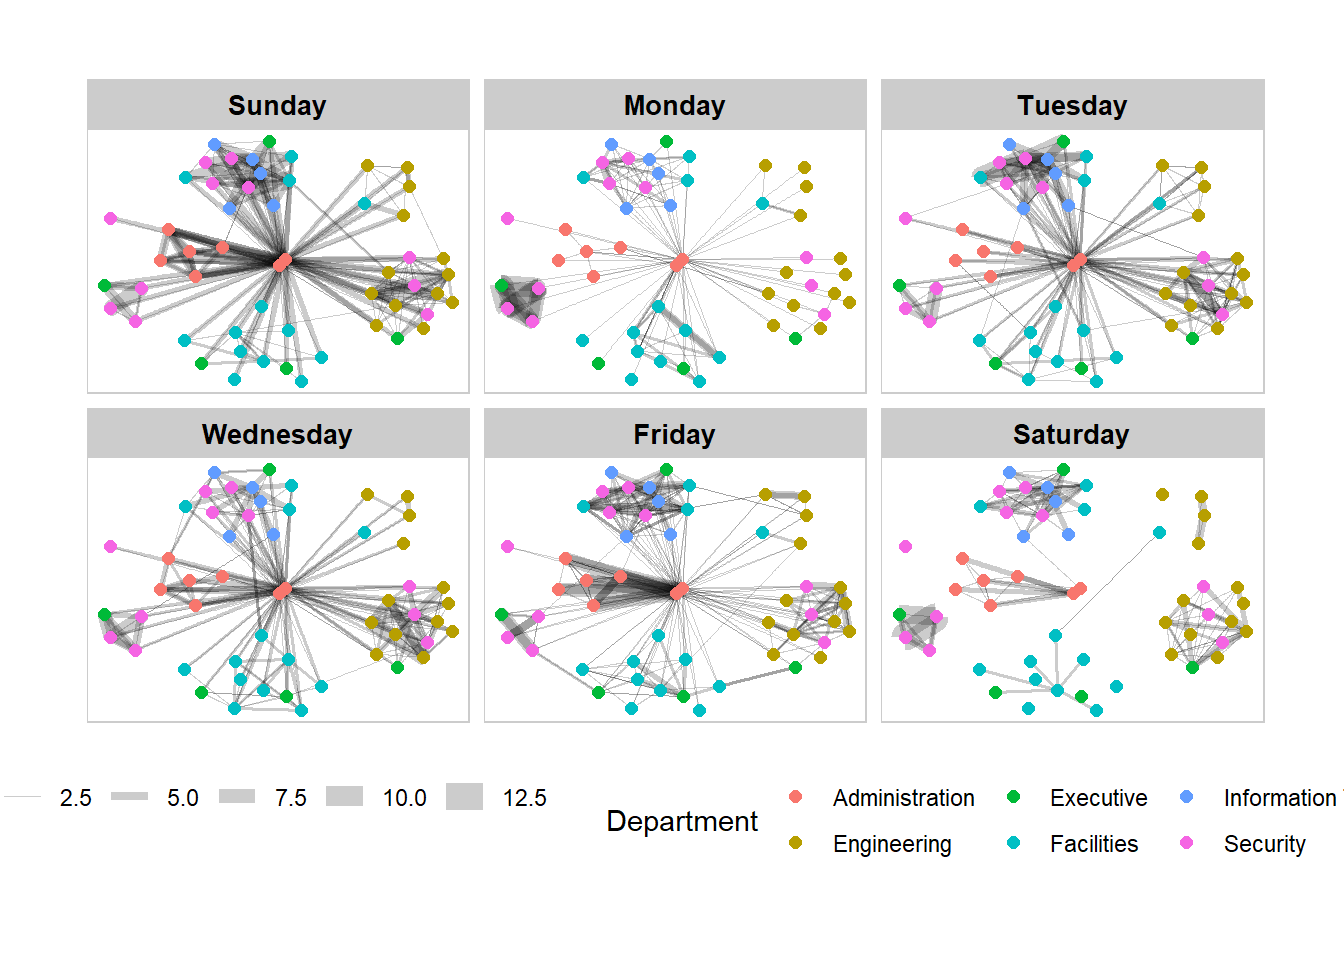 Sunday
Monday
Tuesday
Wednesday
Friday
Saturday
2.5 5.0 7.5 10.0 12.5
Department
Administration Executive Information
Engineering Facilities Security